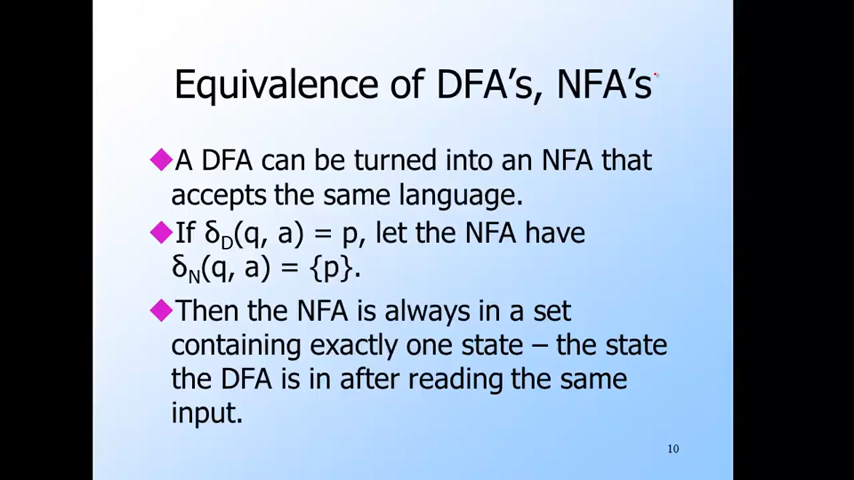 Equivalence of DFA’s, NFA’s
A DFA can be turned into an NFA that
accepts the same language.
If δD(q, a) = p, let the NFA have
δN(q, a) = {p}.
Then the NFA is always in a set
containing exactly one state – the state
the DFA is in after reading the same
input.
10